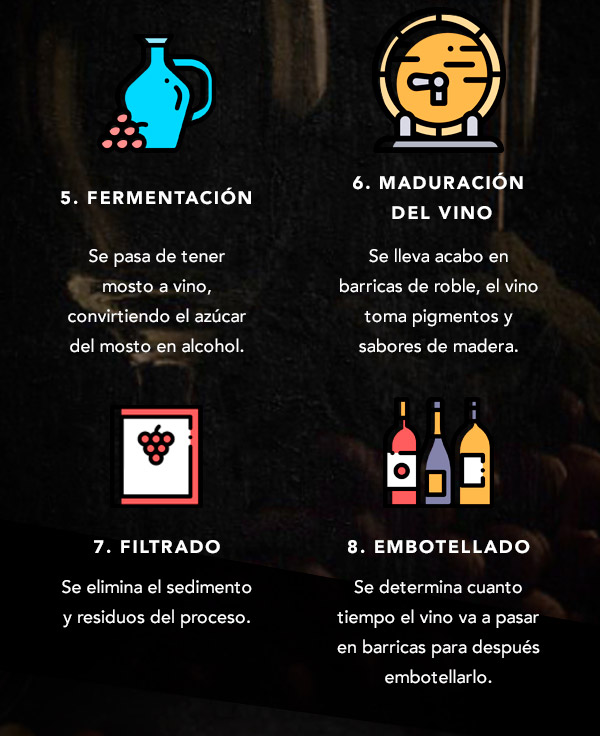 5. FERMENTACIÓN
Se pasa de tener
mosto a vino,
convirtiendo el azúcar
del mosto en alcohol.
6. MADURACIÓN
DEL VINO
Se lleva acabo en
barricas de roble, el vino
toma pigmentos y
sabores de madera.
7. FILTRADO
Se elimina el sedimento
y residuos del proceso.
8. EMBOTELLADO
Se determina cuanto
tiempo el vino va a pasar
en barricas para después
embotellarlo.